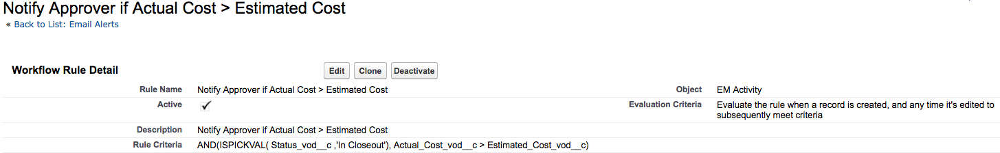 Notify Approver if Actual Cost > Estimated Cost
« Back to List: Email Alerts
Workflow Rule Detail
Edit Clone Deactivate
Rule Name Notify Approver if Actual Cost > Estimated Cost
Object EM Activity
Active
Evaluation Criteria Evaluate the rule when a record is created, and any time it's edited to
subsequently meet criteria
Description Notify Approver if Actual Cost > Estimated Cost
Rule Criteria AND(ISPICKVAL( Status_vod__c ,'In Closeout'), Actual_Cost_vod__c > Estimated_Cost_vod__c)